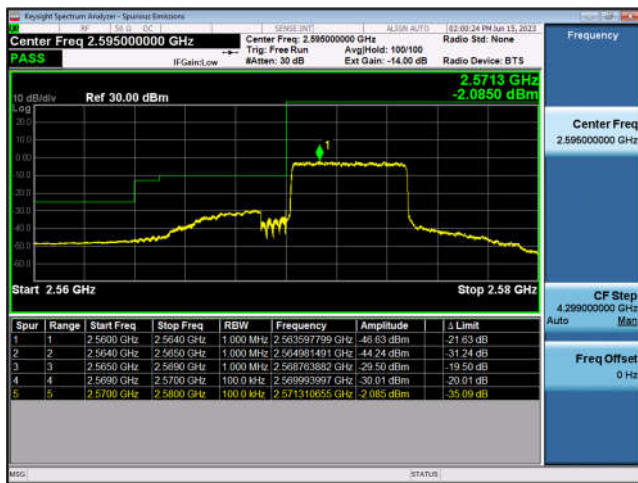 Keysight Spectrum Analyzer - Spurious Emissions
RF 50 Ω DC SENSE:INT ALIGN AUTO 02:00:24 PM Jun 15, 2023
Center Freq 2.595000000 GHz
PASS
IFGain:Low
Center Freq: 2.595000000 GHz
Trig: Free Run Avg|Hold: 100/100
#Atten: 30 dB Ext Gain: -14.00 dB
Radio Std: None
Radio Device: BTS
Frequency
2.5713 GHz
-2.0850 dBm
10 dB/div Ref 30.00 dBm
Log
20.0
10.0
0.00
-10.0
-20.0
-30.0
-40.0
-50.0
-60.0
1
Start 2.56 GHz Stop 2.58 GHz
Center Freq
2.595000000 GHz
CF Step
4.299000000 GHz
Auto Man
Freq Offset
0 Hz
Spur Range Start Freq Stop Freq RBW Frequency Amplitude Δ Limit
1 1 2.5600 GHz 2.5640 GHz 1.000 MHz 2.563597799 GHz -46.63 dBm -21.63 dB
2 2 2.5640 GHz 2.5650 GHz 1.000 MHz 2.564981491 GHz -44.24 dBm -31.24 dB
3 3 2.5650 GHz 2.5690 GHz 1.000 MHz 2.568763882 GHz -29.50 dBm -19.50 dB
4 4 2.5690 GHz 2.5700 GHz 100.0 kHz 2.569993997 GHz -30.01 dBm -20.01 dB
5 5 2.5700 GHz 2.5800 GHz 100.0 kHz 2.571310655 GHz -2.085 dBm -35.09 dB
MSG STATUS